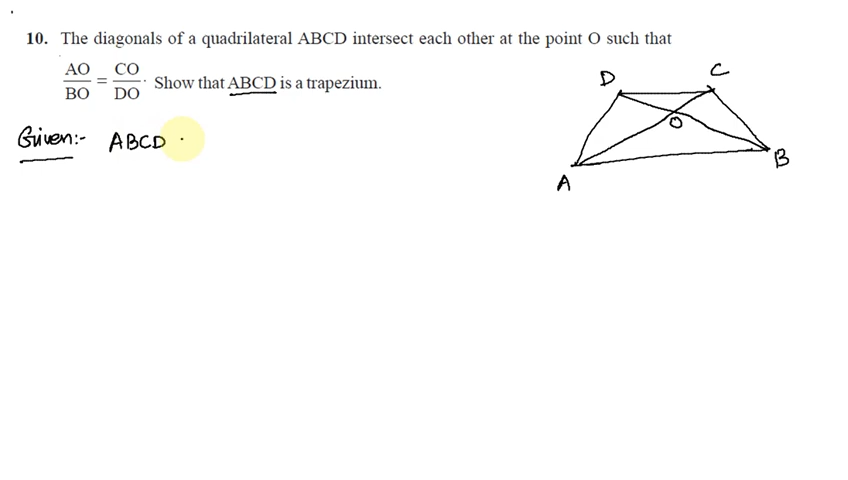 10. The diagonals of a quadrilateral ABCD intersect each other at the point O such that
AO/BO = CO/DO. Show that ABCD is a trapezium.
Given:- ABCD
D
C
O
A
B